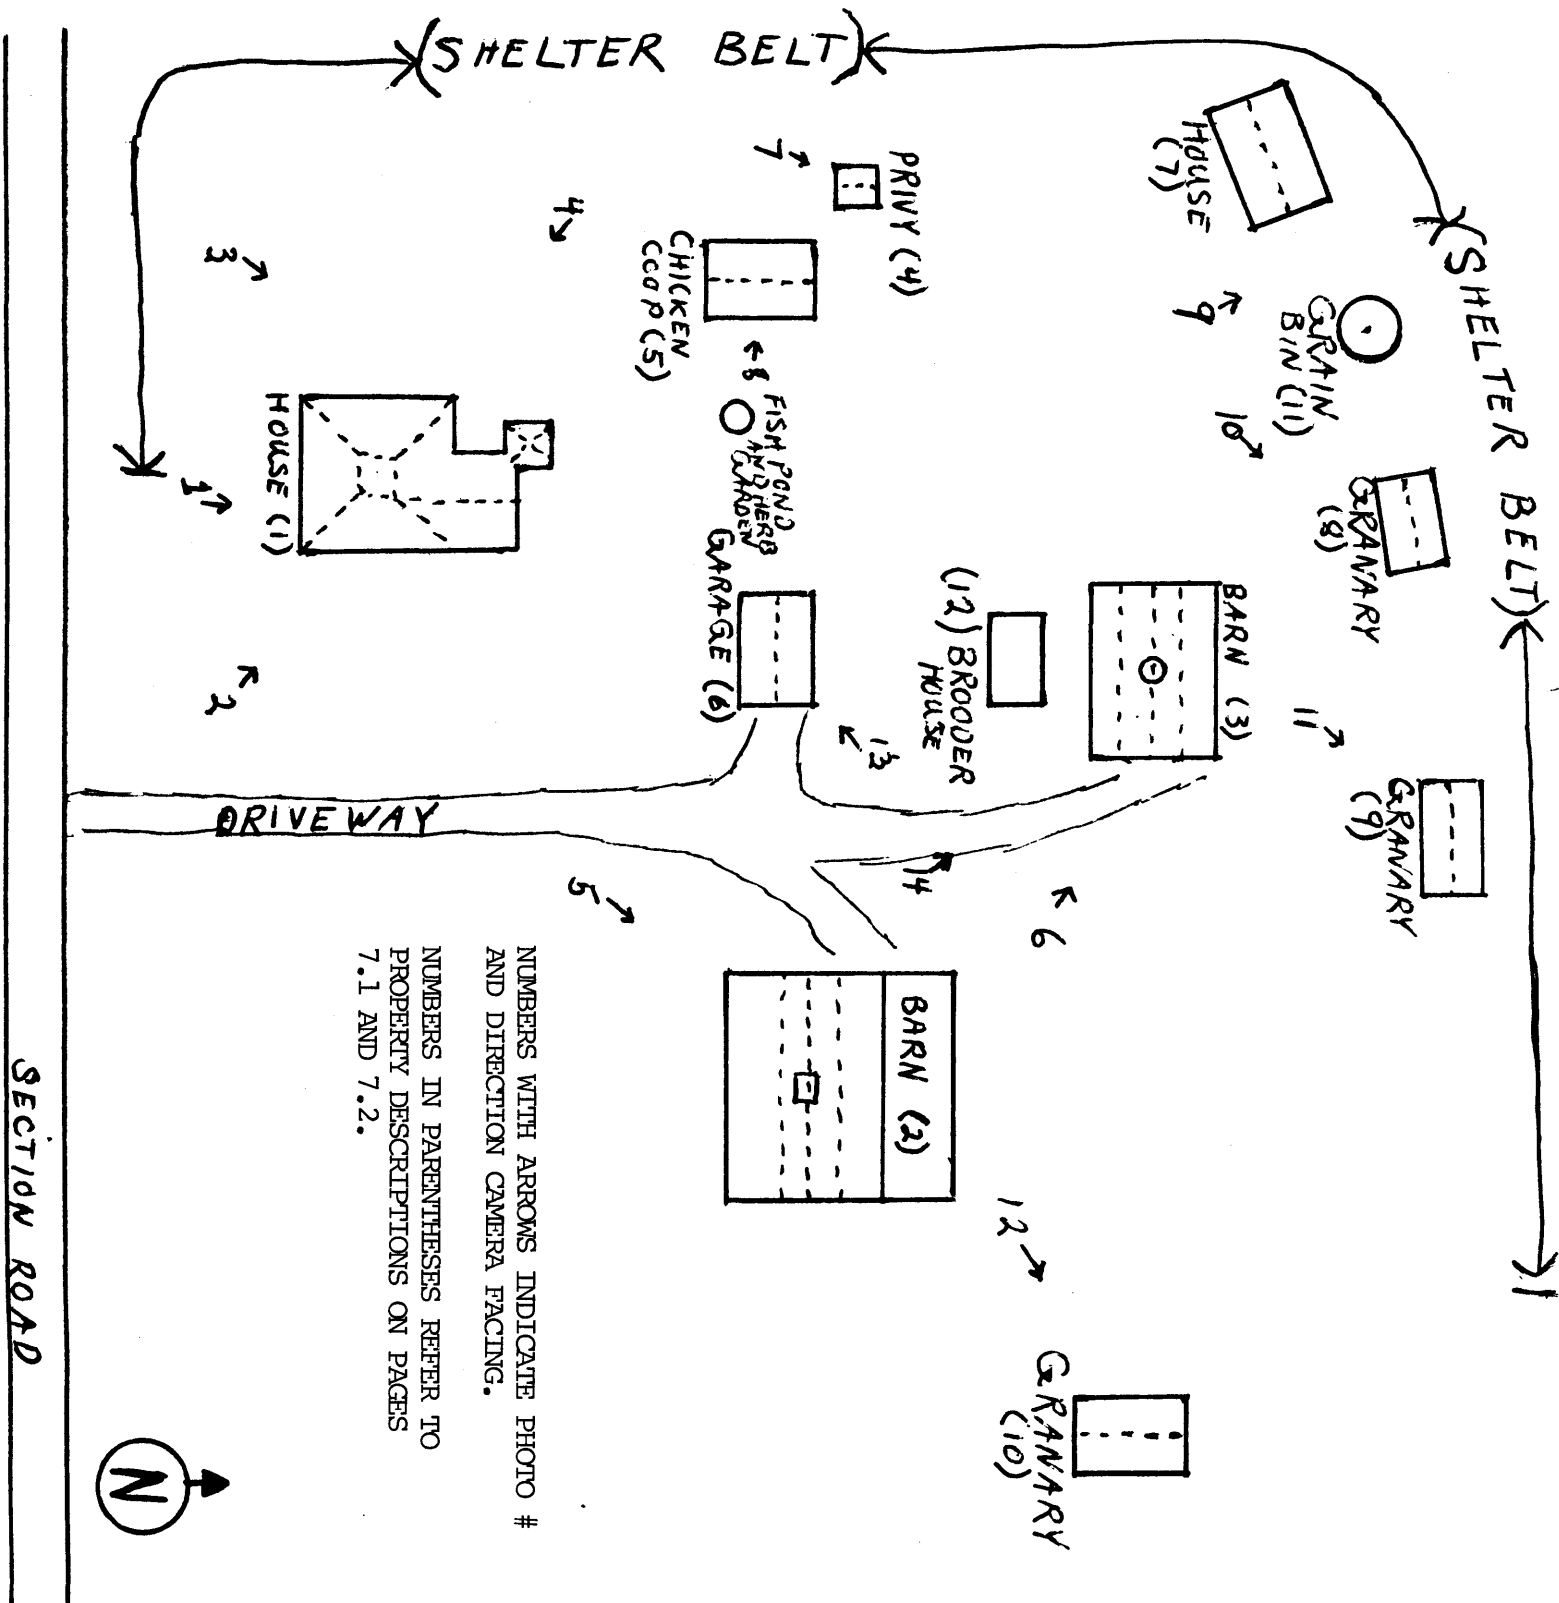 (SHELTER BELT)
(SHELTER BELT)
HOUSE
(7)
PRIVY (4)
7
4
3
CHICKEN
COOP (5)
9
GRAIN
BIN (11)
10
8
FISH POND
AND HERB
GARDEN
HOUSE (1)
1
GRANARY
(8)
GARAGE (6)
(12) BROODER
HOUSE
BARN (3)
2
11
13
DRIVEWAY
GRANARY
(9)
14
5
6
BARN (2)
12
GRANARY
(10)
NUMBERS WITH ARROWS INDICATE PHOTO #
AND DIRECTION CAMERA FACING.
NUMBERS IN PARENTHESES REFER TO
PROPERTY DESCRIPTIONS ON PAGES
7.1 AND 7.2.
SECTION ROAD
N